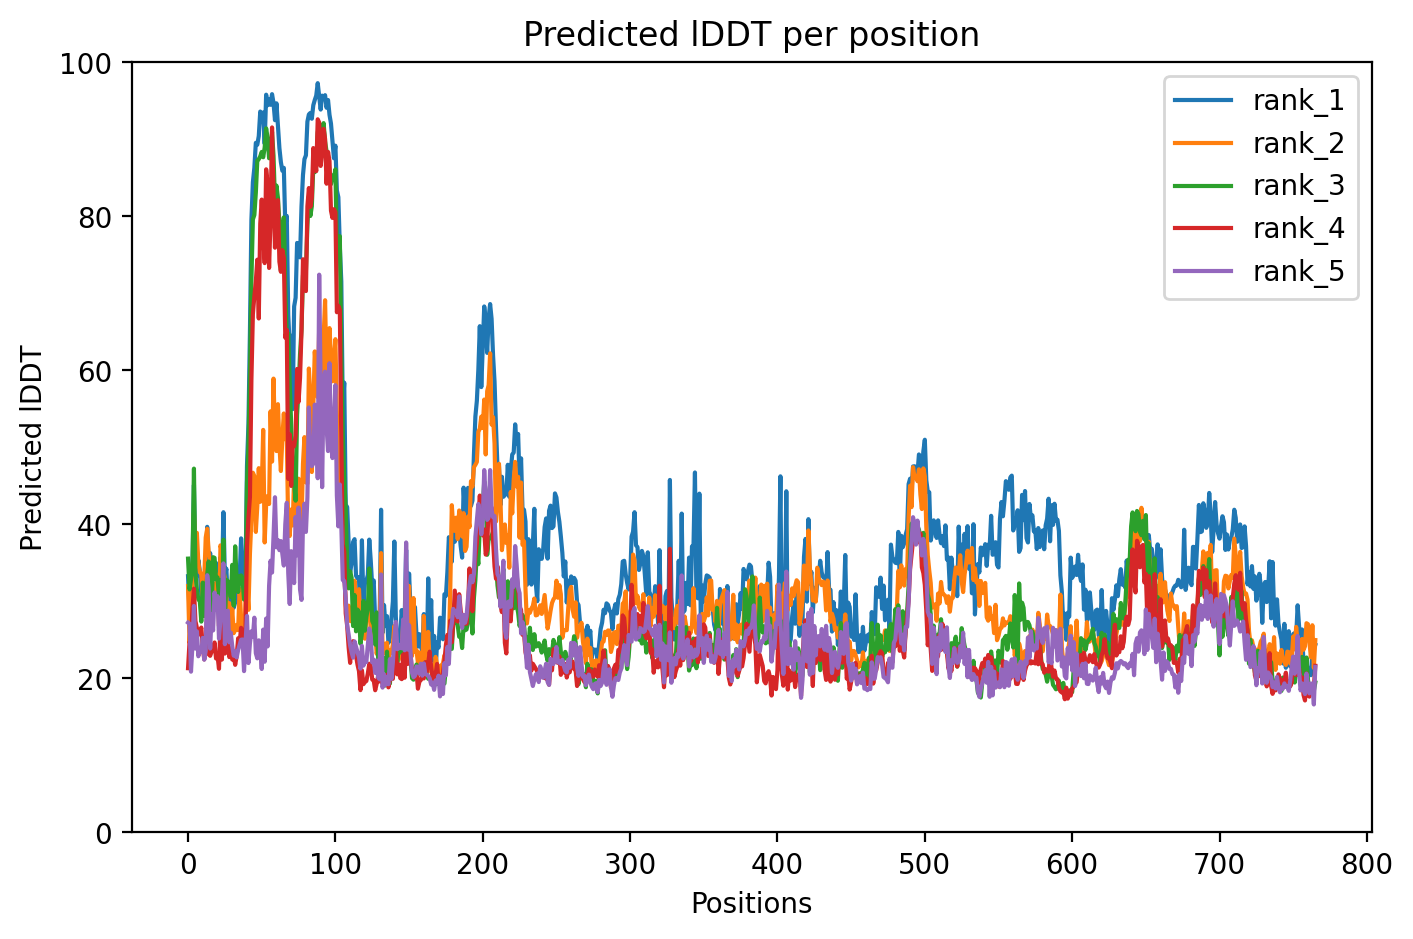 Predicted lDDT per position
100
80
60
40
20
0
Predicted lDDT
rank_1
rank_2
rank_3
rank_4
rank_5
0 100 200 300 400 500 600 700 800
Positions